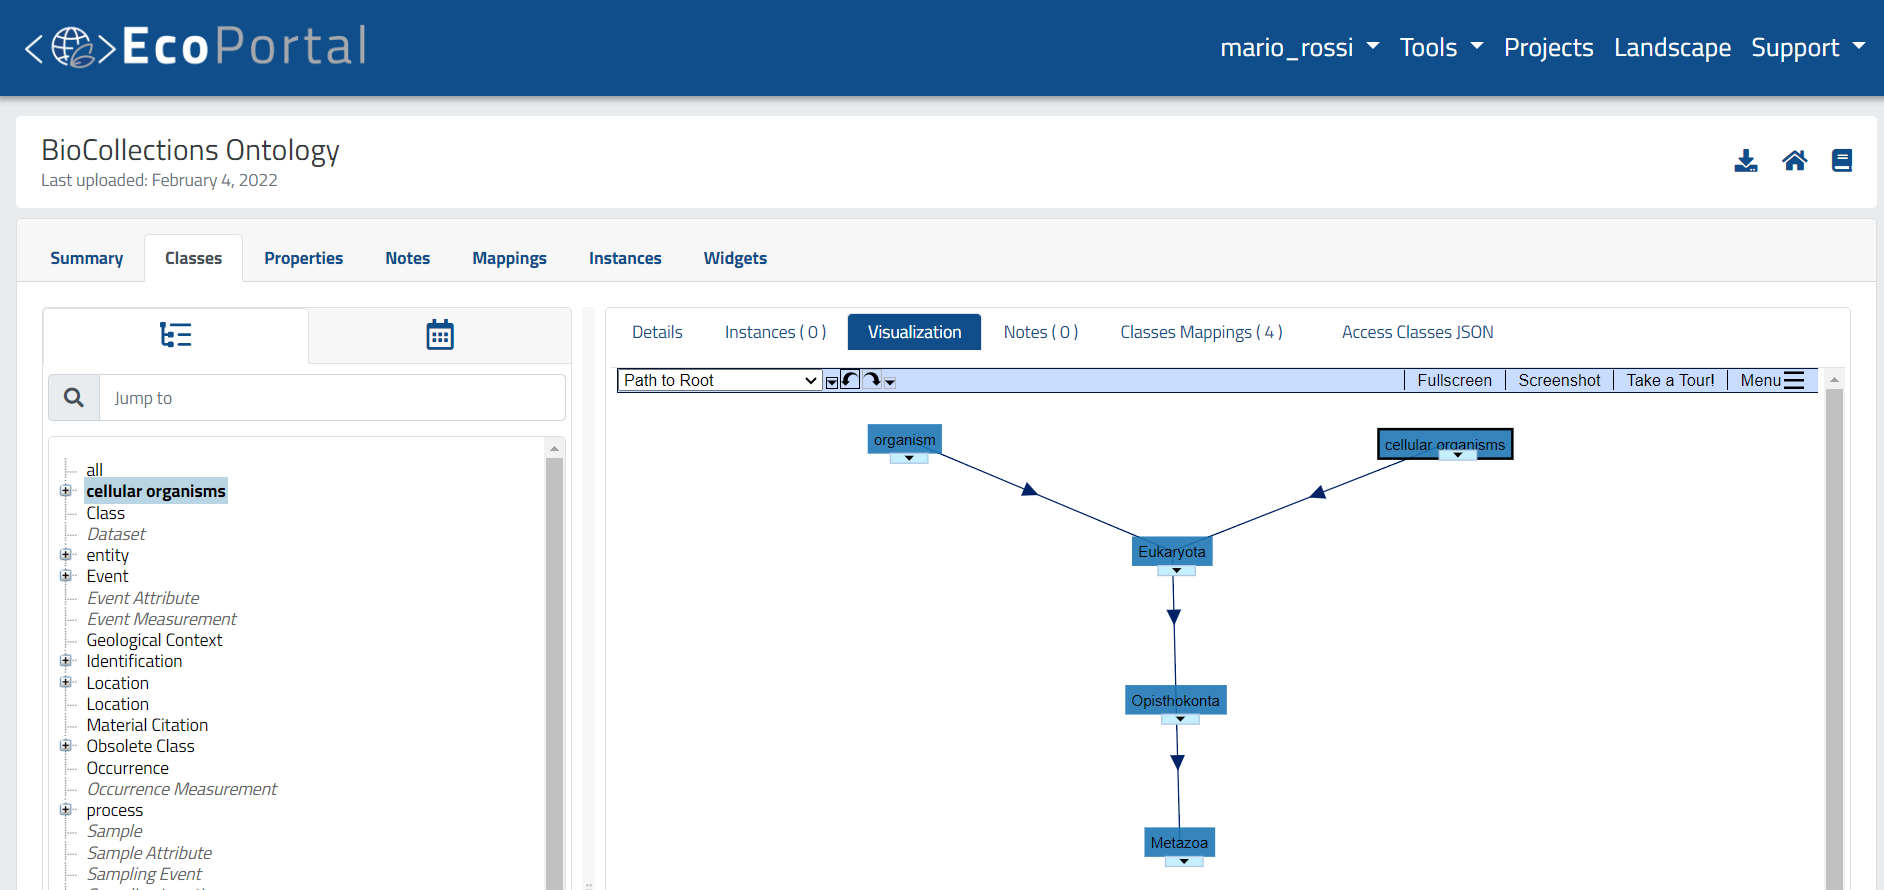 EcoPortal
mario_rossi Tools Projects Landscape Support
BioCollections Ontology
Last uploaded: February 4, 2022
Summary Classes Properties Notes Mappings Instances Widgets
Jump to
all
cellular organisms
Class
Dataset
entity
Event
Event Attribute
Event Measurement
Geological Context
Identification
Location
Location
Material Citation
Obsolete Class
Occurrence
Occurrence Measurement
process
Sample
Sample Attribute
Sampling Event
Details Instances ( 0 ) Visualization Notes ( 0 ) Classes Mappings ( 4 ) Access Classes JSON
Path to Root Fullscreen Screenshot Take a Tour! Menu
organism
cellular organisms
Eukaryota
Opisthokonta
Metazoa